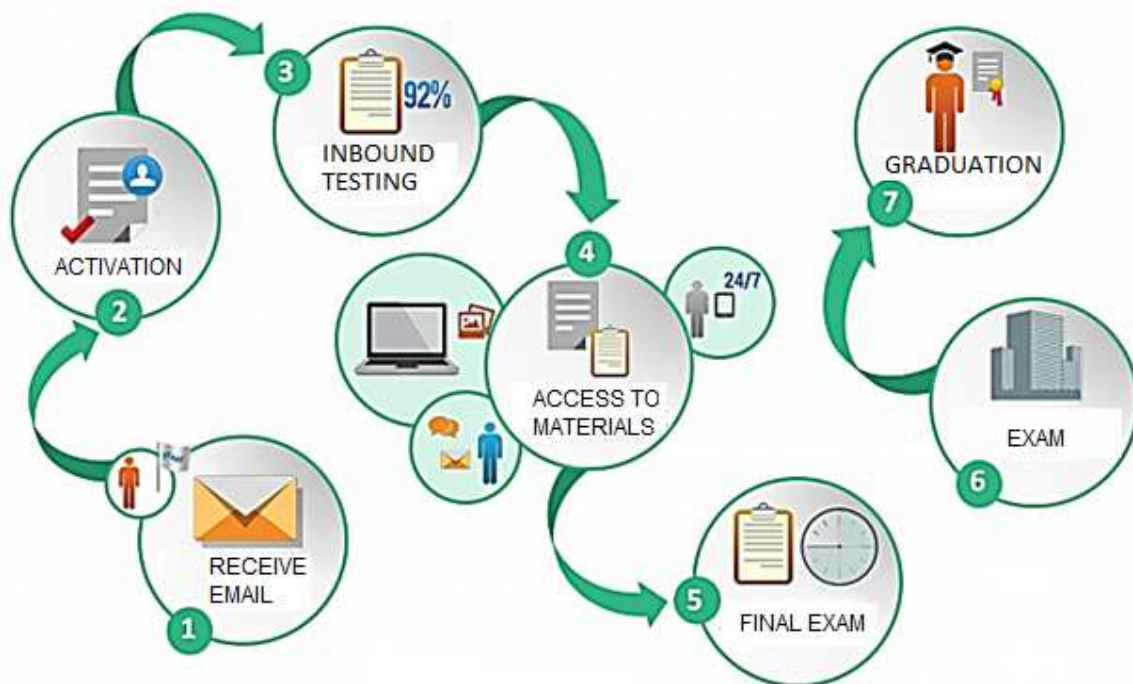 1
RECEIVE
EMAIL
2
ACTIVATION
3
92%
INBOUND
TESTING
4
24/7
ACCESS TO
MATERIALS
5
FINAL EXAM
6
EXAM
7
GRADUATION